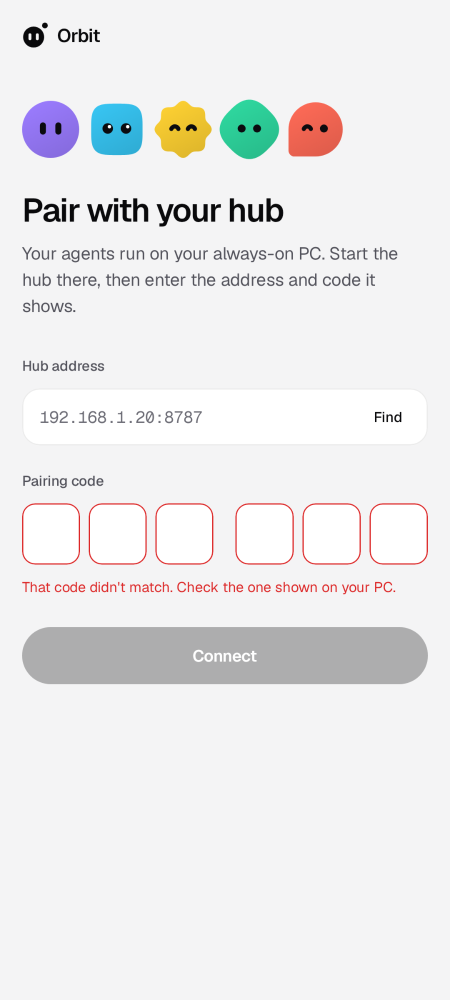 Orbit
Pair with your hub
Your agents run on your always-on PC. Start the
hub there, then enter the address and code it
shows.
Hub address
192.168.1.20:8787
Find
Pairing code
That code didn't match. Check the one shown on your PC.
Connect